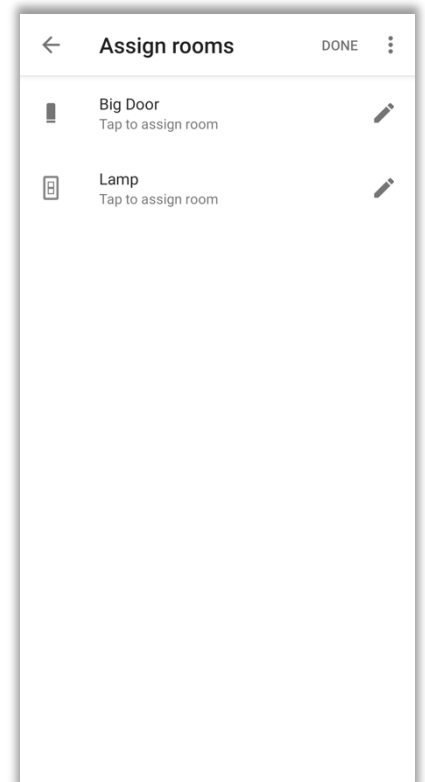 Assign rooms
DONE
Big Door
Tap to assign room
Lamp
Tap to assign room